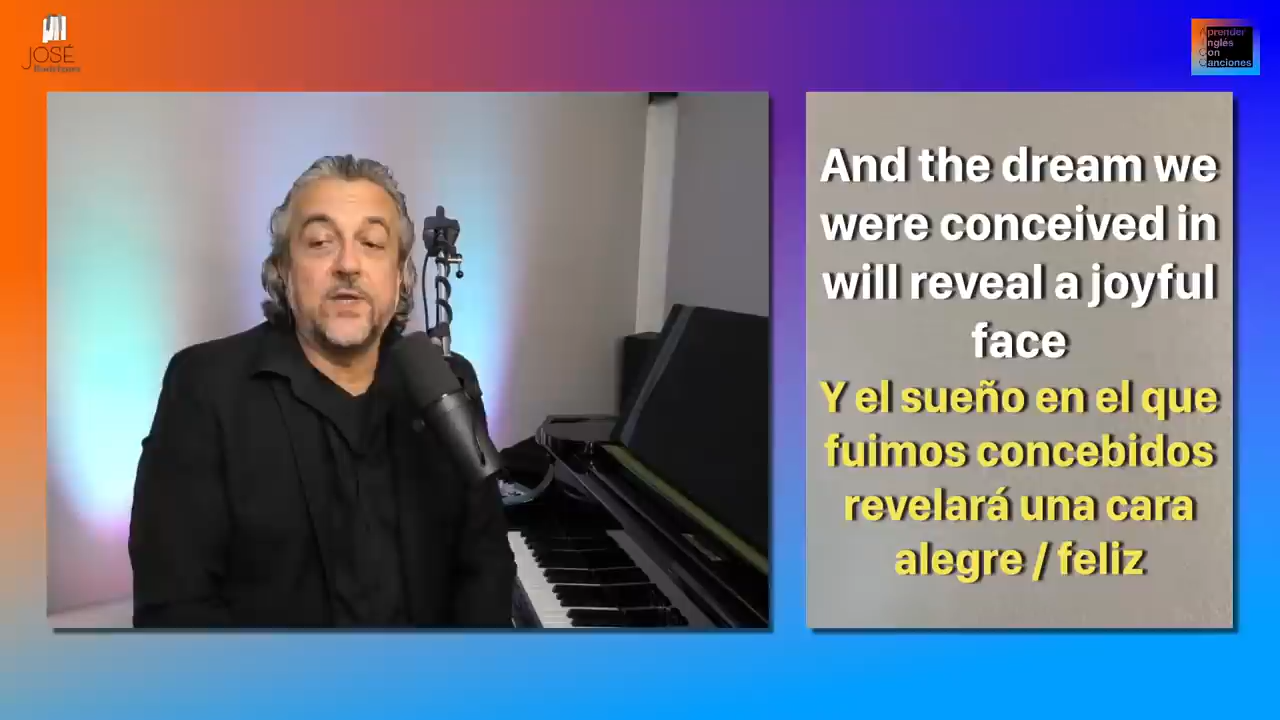 JOSÉ
Rodríguez
Aprender
Inglés
Con
Canciones
And the dream we
were conceived in
will reveal a joyful
face
Y el sueño en el que
fuimos concebidos
revelará una cara
alegre / feliz